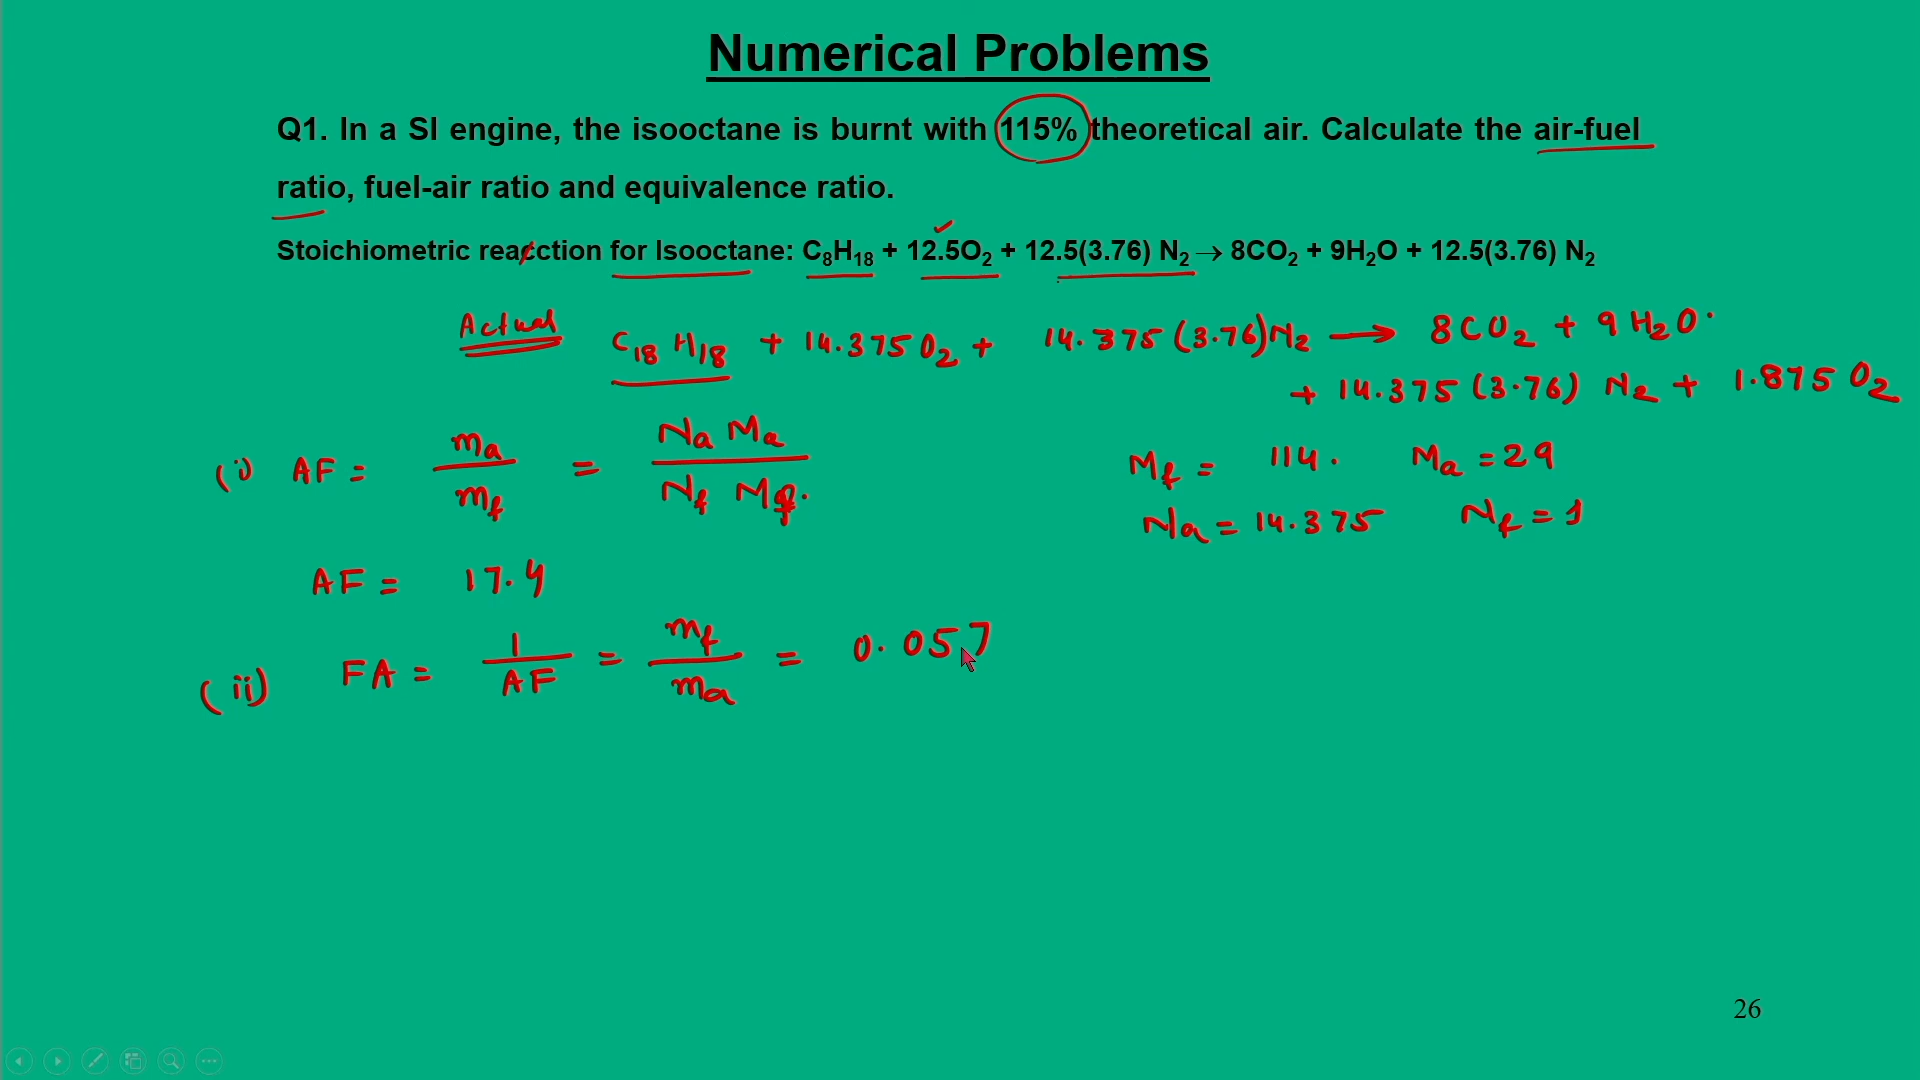 Numerical Problems
Q1. In a SI engine, the isooctane is burnt with 115% theoretical air. Calculate the air-fuel
ratio, fuel-air ratio and equivalence ratio.
Stoichiometric reacction for Isooctane: C₈H₁₈ + 12.5O₂ + 12.5(3.76) N₂ → 8CO₂ + 9H₂O + 12.5(3.76) N₂
Actual C₁₈ H₁₈ + 14.375 O₂ + 14.375 (3.76) N₂ → 8 CO₂ + 9 H₂O
+ 14.375 (3.76) N₂ + 1.875 O₂
(i) AF = ma / mf = Na Ma / Nf Mf.
Mf = 114. Ma = 29
Na = 14.375 Nf = 1
AF = 17.4
(ii) FA = 1 / AF = mf / ma = 0.057
26